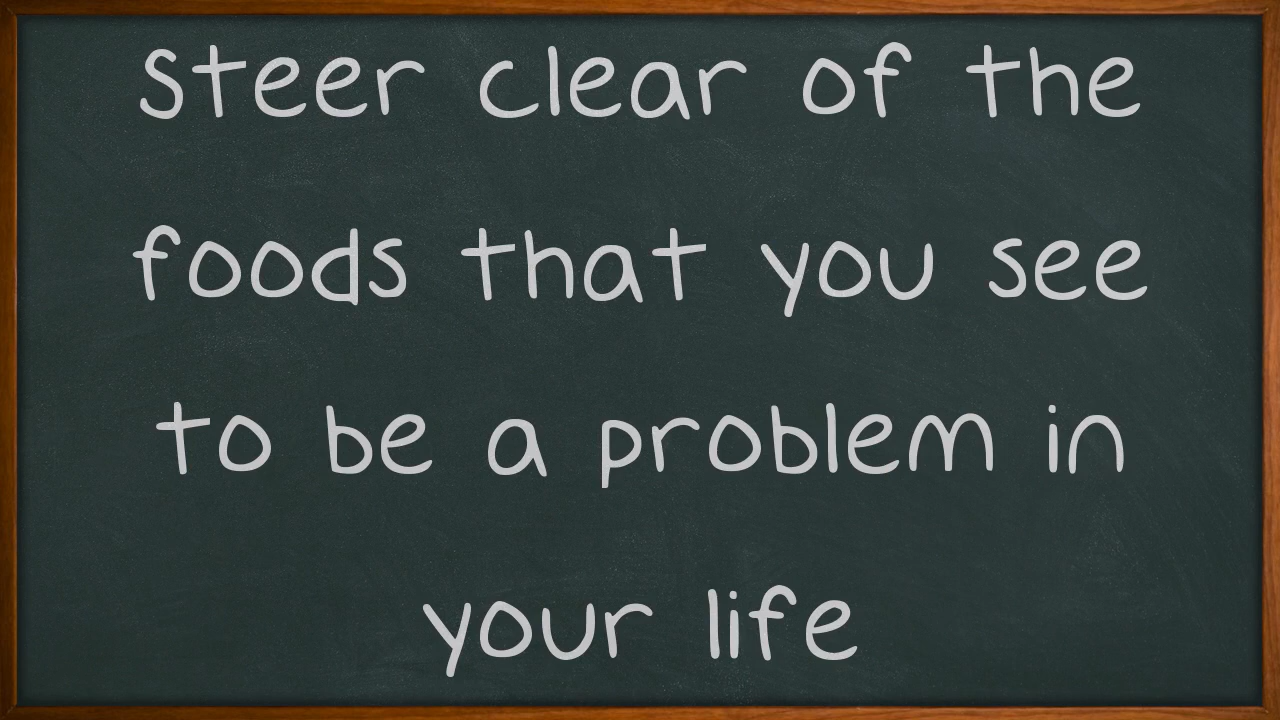 Steer clear of the
foods that you see
to be a problem in
your life